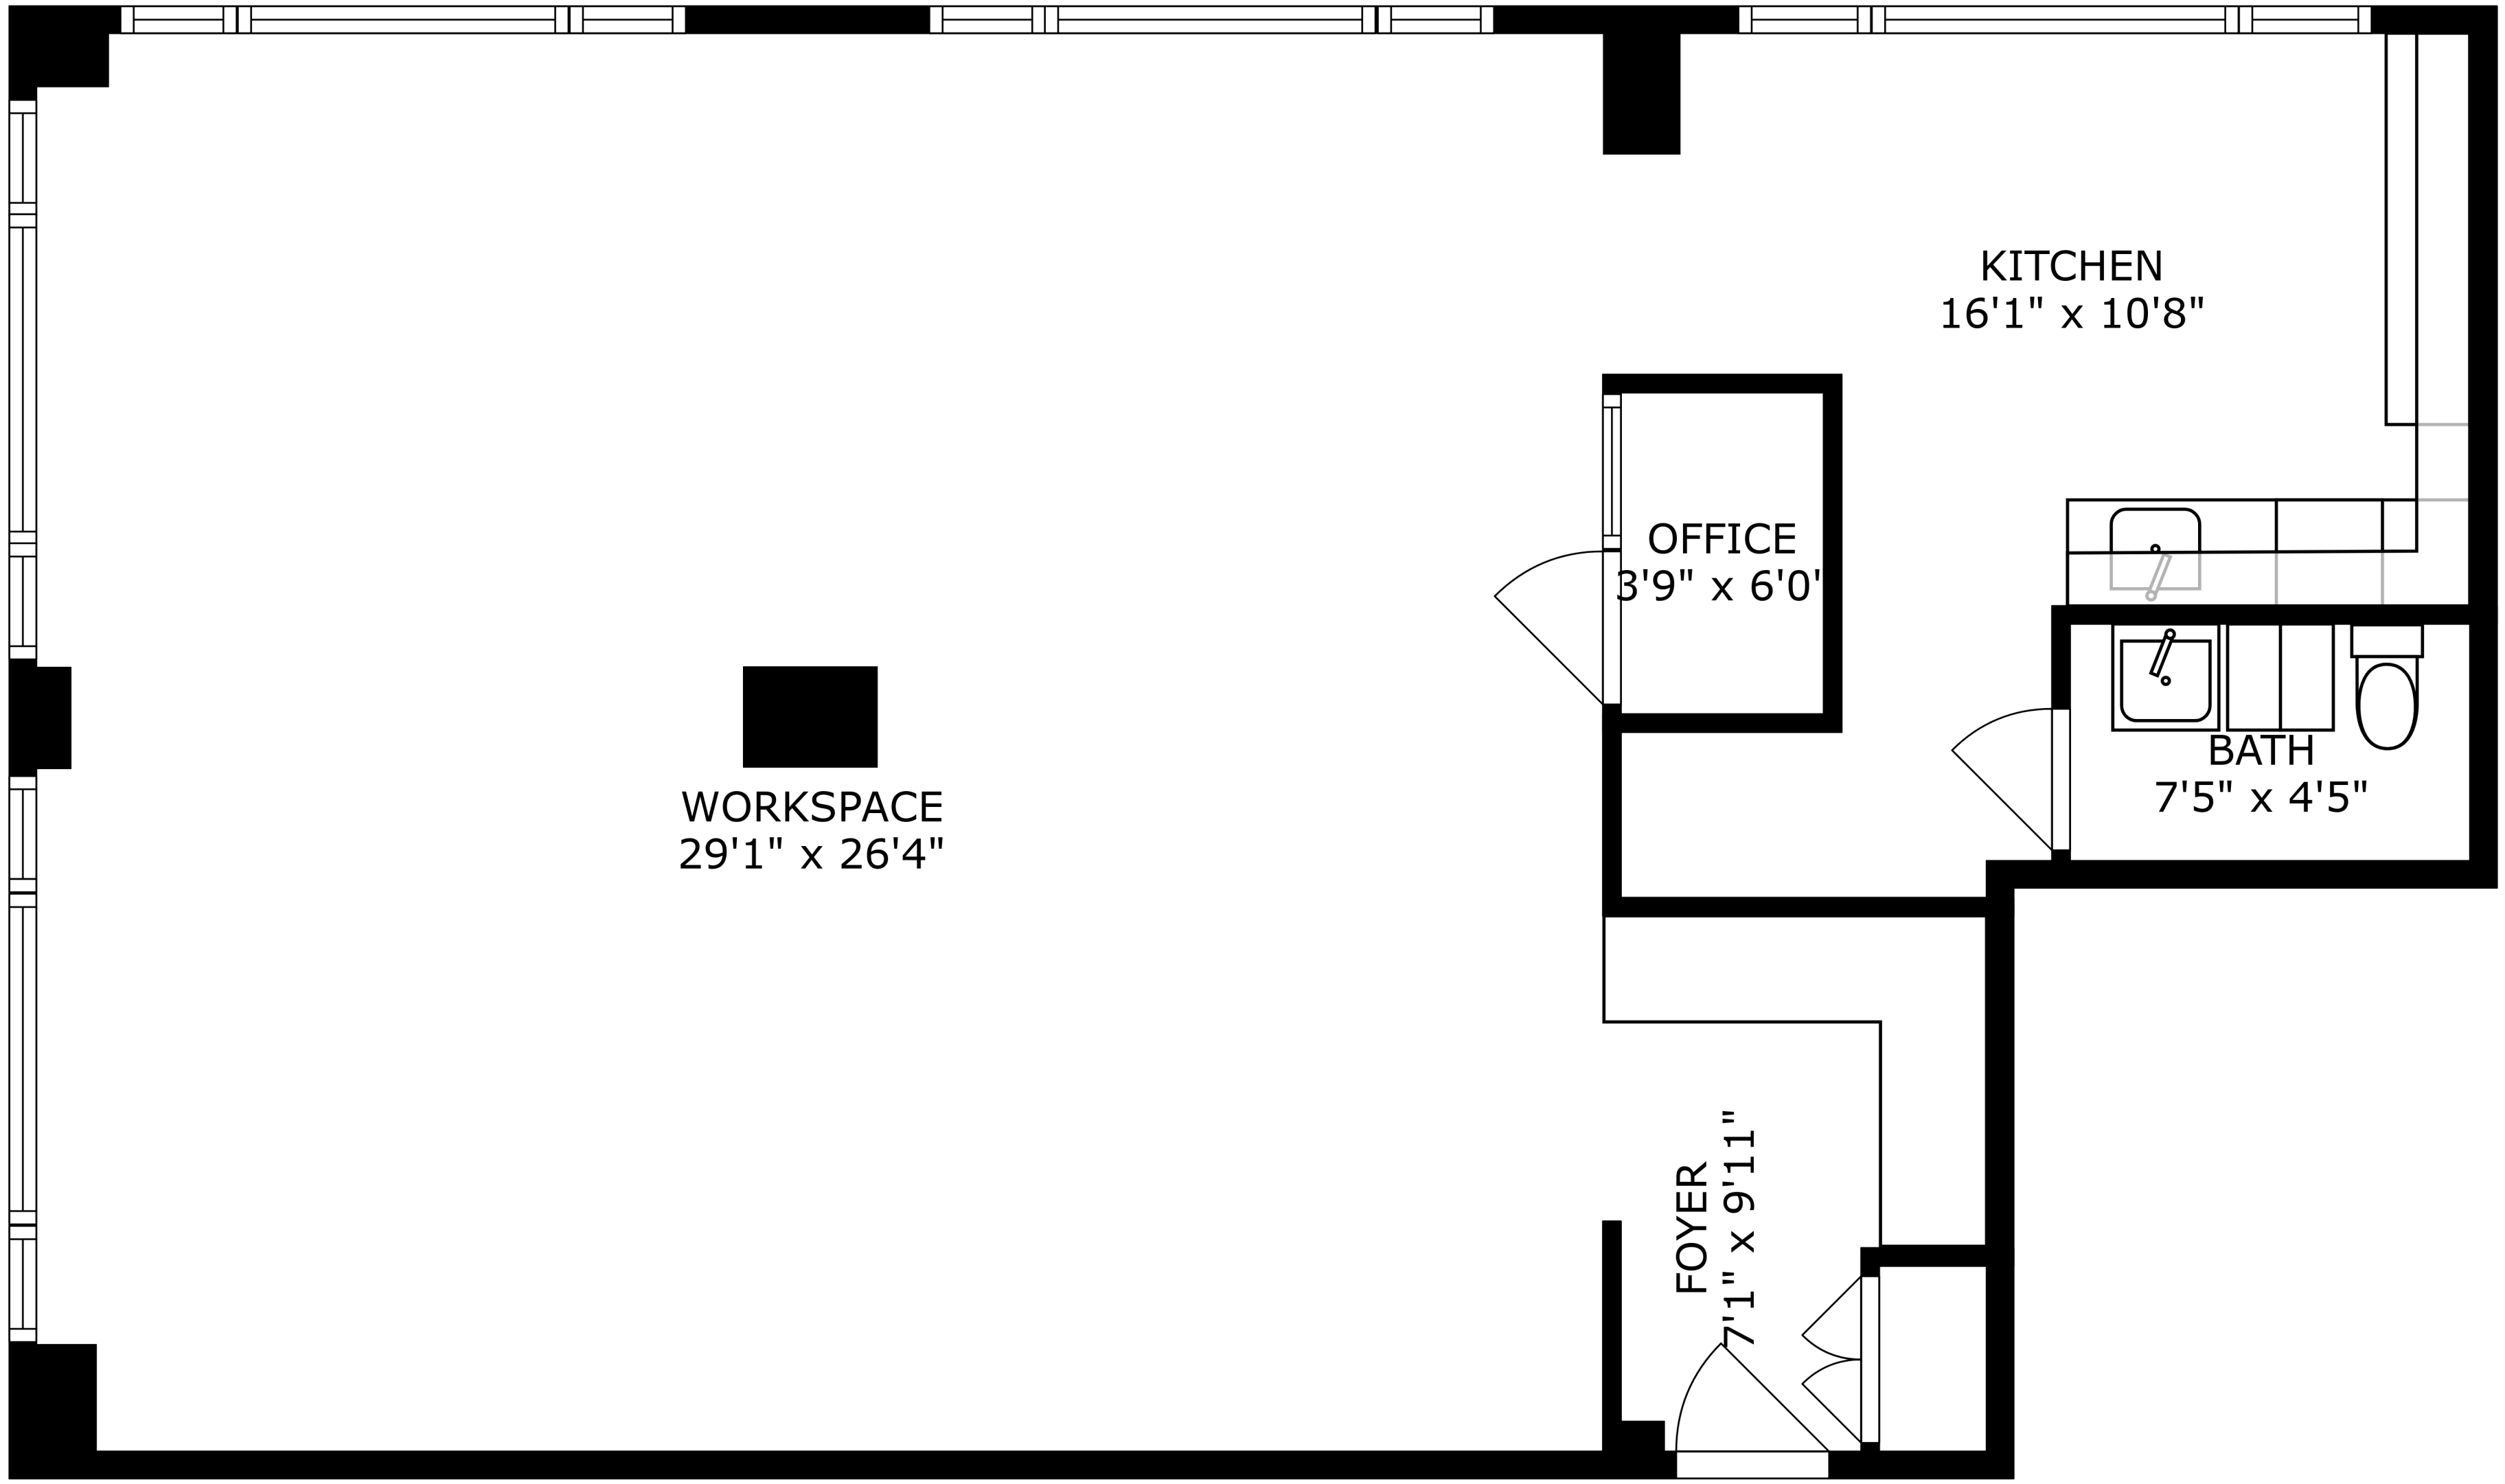 KITCHEN
16'1" x 10'8"
OFFICE
3'9" x 6'0"
BATH
7'5" x 4'5"
WORKSPACE
29'1" x 26'4"
FOYER
7'1" x 9'11"